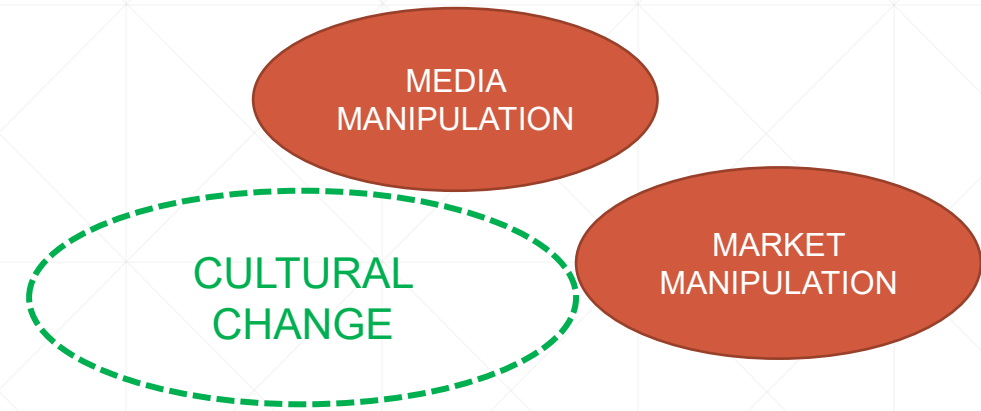 MEDIA
MANIPULATION
MARKET
MANIPULATION
CULTURAL
CHANGE